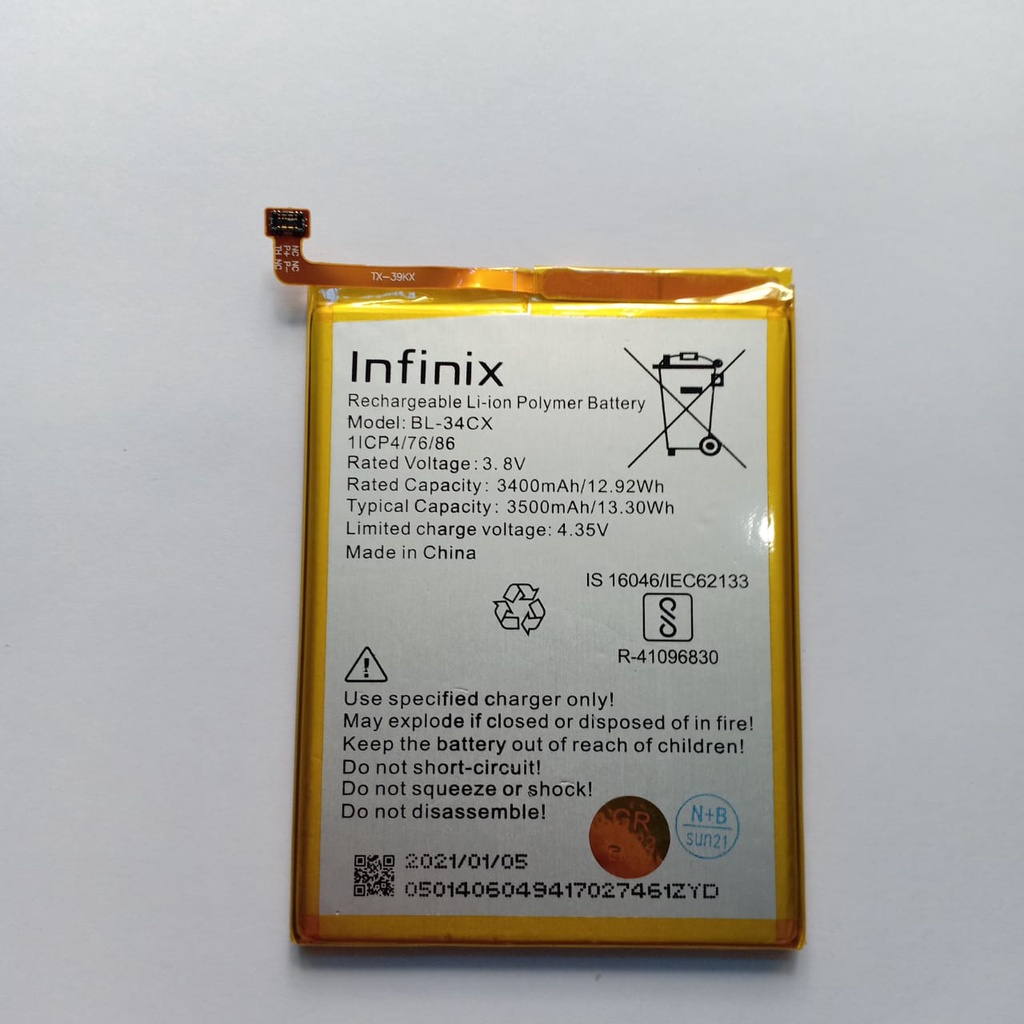 NC NC
P+ P-
TH NC
TX-39KX
Infinix
Rechargeable Li-ion Polymer Battery
Model: BL-34CX
1ICP4/76/86
Rated Voltage: 3.8V
Rated Capacity: 3400mAh/12.92Wh
Typical Capacity: 3500mAh/13.30Wh
Limited charge voltage: 4.35V
Made in China
IS 16046/IEC62133
R-41096830
Use specified charger only!
May explode if closed or disposed of in fire!
Keep the battery out of reach of children!
Do not short-circuit!
Do not squeeze or shock!
Do not disassemble!
N+B
sun21
2021/01/05
0501406049417027461ZYD